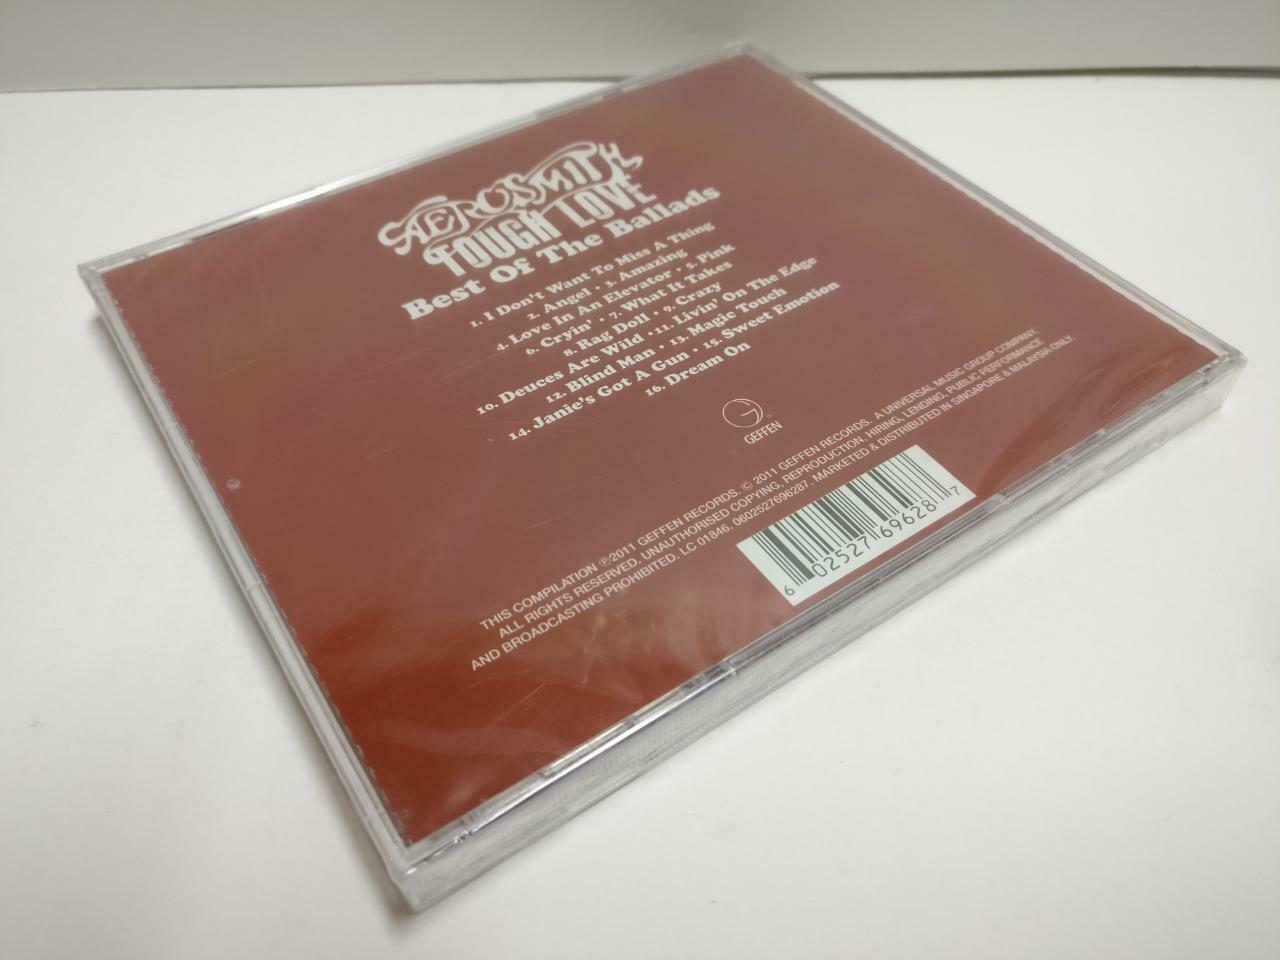 AEROSMITH
TOUGH LOVE
Best Of The Ballads
1. I Don't Want To Miss A Thing
2. Angel • 3. Amazing
4. Love In An Elevator • 5. Pink
6. Cryin' • 7. What It Takes
8. Rag Doll • 9. Crazy
10. Deuces Are Wild • 11. Livin' On The Edge
12. Blind Man • 13. Magic Touch
14. Janie's Got A Gun • 15. Sweet Emotion
16. Dream On
G®
GEFFEN
THIS COMPILATION ℗2011 GEFFEN RECORDS. © 2011 GEFFEN RECORDS. A UNIVERSAL MUSIC GROUP COMPANY.
ALL RIGHTS RESERVED. UNAUTHORISED COPYING, REPRODUCTION, HIRING, LENDING, PUBLIC PERFORMANCE
AND BROADCASTING PROHIBITED. LC 01846. 0602527696287. MARKETED & DISTRIBUTED IN SINGAPORE & MALAYSIA ONLY.
6 02527 69628 7